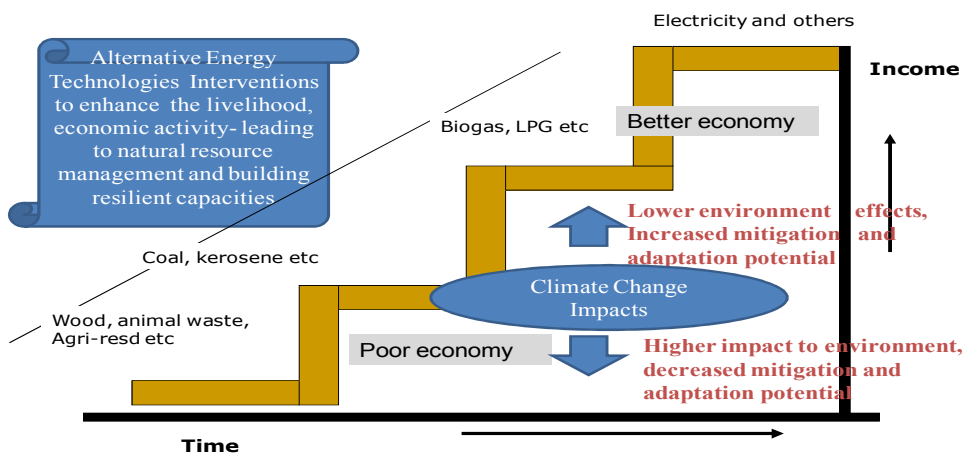 Electricity and others
Alternative Energy
Technologies Interventions
to enhance the livelihood,
economic activity- leading
to natural resource
management and building
resilient capacities
Income
Biogas, LPG etc
Better economy
Lower environment effects,
Increased mitigation and
adaptation potential
Coal, kerosene etc
Climate Change
Impacts
Wood, animal waste,
Agri-resd etc
Poor economy
Higher impact to environment,
decreased mitigation and
adaptation potential
Time